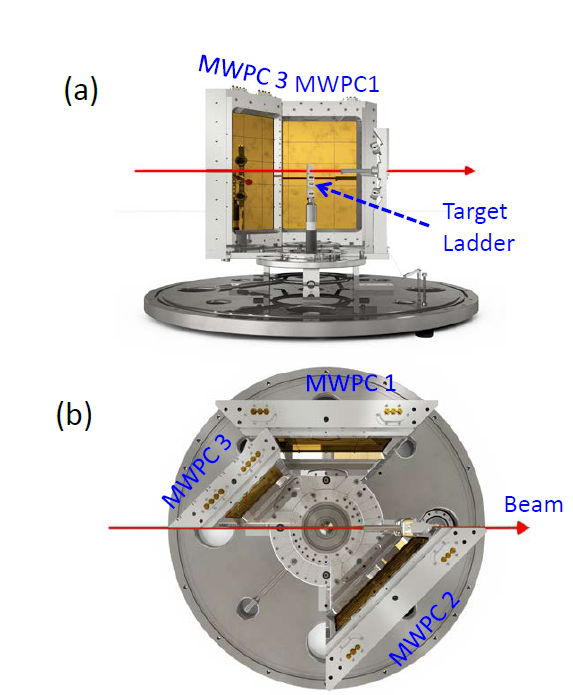 (a)
MWPC 3
MWPC1
Target
Ladder
(b)
MWPC 1
MWPC 3
Beam
MWPC 2